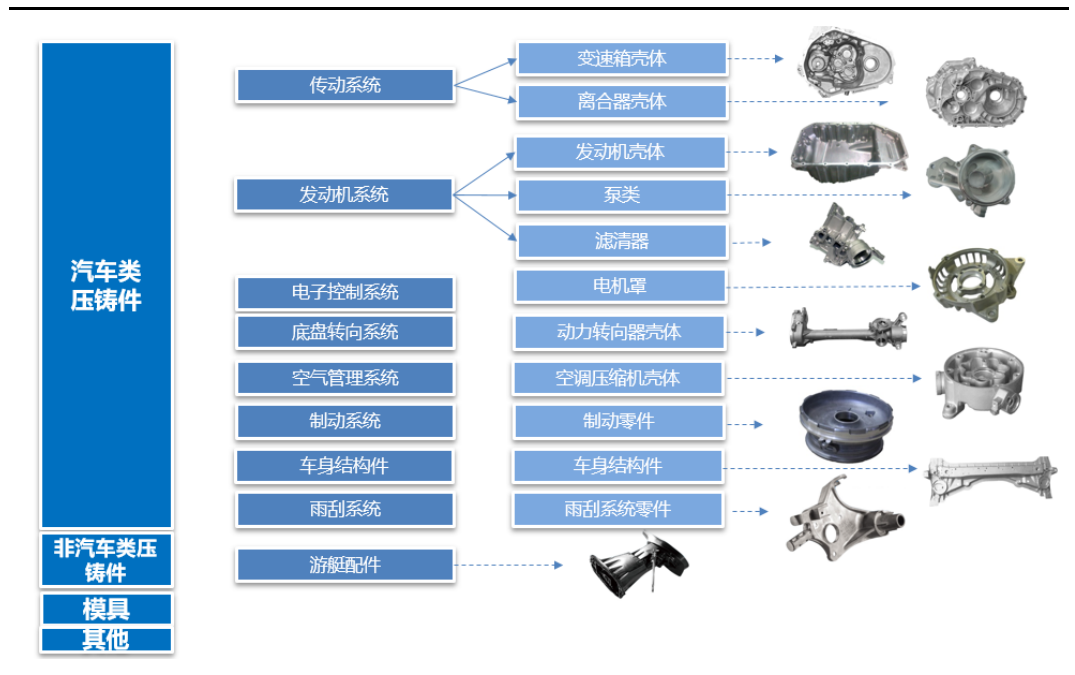 汽车类
压铸件
传动系统
变速箱壳体
离合器壳体
发动机系统
发动机壳体
泵类
滤清器
电子控制系统
电机罩
底盘转向系统
动力转向器壳体
空气管理系统
空调压缩机壳体
制动系统
制动零件
车身结构件
车身结构件
雨刮系统
雨刮系统零件
非汽车类压
铸件
游艇配件
模具
其他